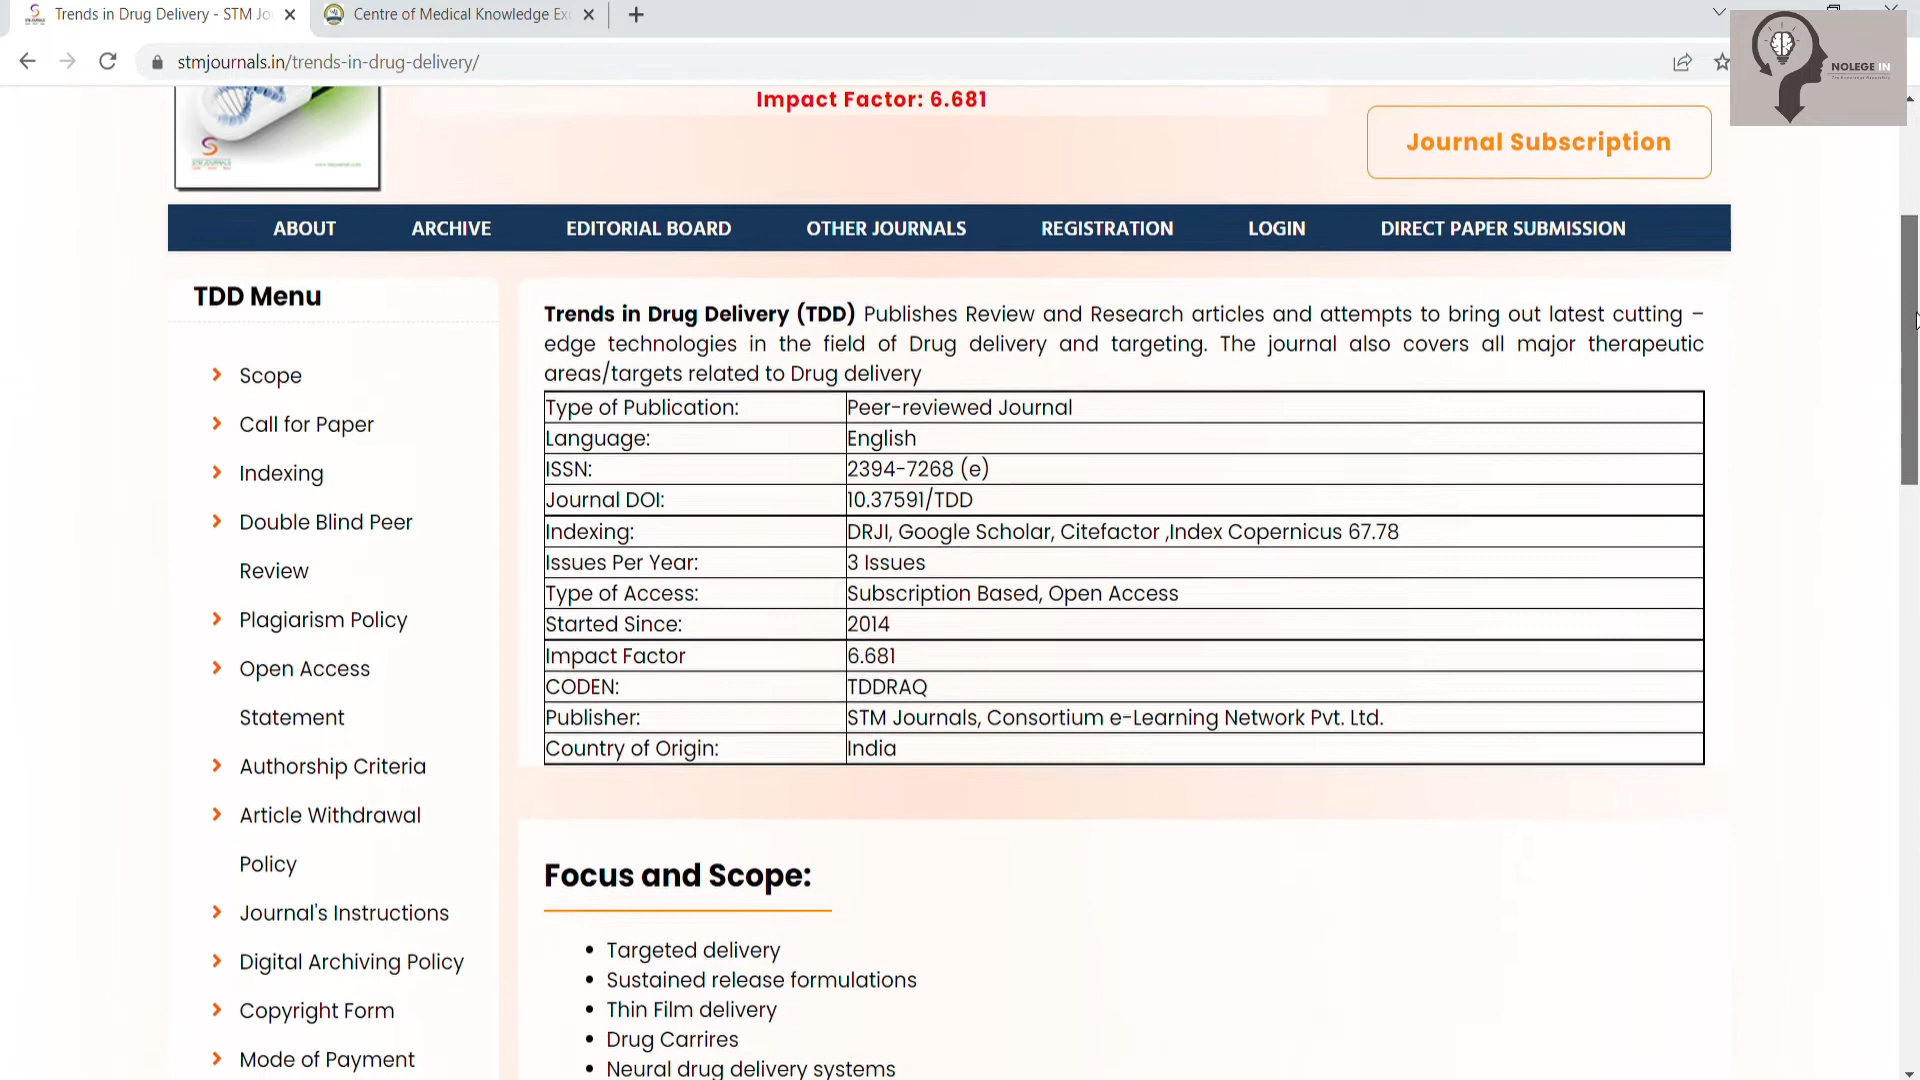 Trends in Drug Delivery - STM Jo
Centre of Medical Knowledge Ex
stmjournals.in/trends-in-drug-delivery/
NOLEGE IN
Impact Factor: 6.681
Journal Subscription
STM JOURNALS
ABOUT ARCHIVE EDITORIAL BOARD OTHER JOURNALS REGISTRATION LOGIN DIRECT PAPER SUBMISSION
TDD Menu
Scope
Call for Paper
Indexing
Double Blind Peer
Review
Plagiarism Policy
Open Access
Statement
Authorship Criteria
Article Withdrawal
Policy
Journal's Instructions
Digital Archiving Policy
Copyright Form
Mode of Payment
Trends in Drug Delivery (TDD) Publishes Review and Research articles and attempts to bring out latest cutting –
edge technologies in the field of Drug delivery and targeting. The journal also covers all major therapeutic
areas/targets related to Drug delivery
Type of Publication: Peer-reviewed Journal
Language: English
ISSN: 2394-7268 (e)
Journal DOI: 10.37591/TDD
Indexing: DRJI, Google Scholar, Citefactor ,Index Copernicus 67.78
Issues Per Year: 3 Issues
Type of Access: Subscription Based, Open Access
Started Since: 2014
Impact Factor 6.681
CODEN: TDDRAQ
Publisher: STM Journals, Consortium e-Learning Network Pvt. Ltd.
Country of Origin: India
Focus and Scope:
Targeted delivery
Sustained release formulations
Thin Film delivery
Drug Carrires
Neural drug delivery systems